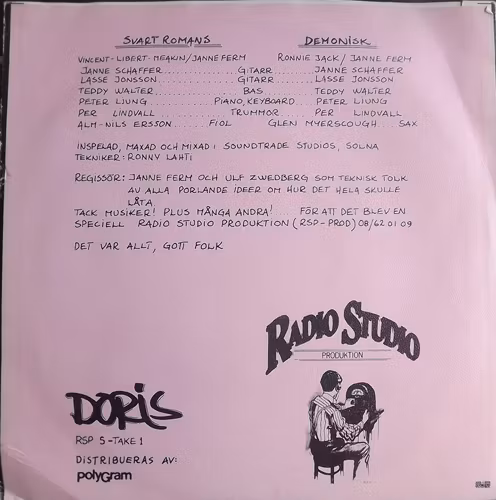 SVART ROMANS DEMONISK
VINCENT-LIBERT-MEAKIN/JANNE FERM RONNIE JACK/JANNE FERM
JANNE SCHAFFER.............GITARR......JANNE SCHAFFER
LASSE JONSSON..............GITARR......LASSE JONSSON
TEDDY WALTER...............BAS.........TEDDY WALTER
PETER LJUNG............PIANO, KEYBOARD....PETER LJUNG
PER LINDVALL.............TRUMMOR......PER LINDVALL
ALM-NILS ERSSON......FIOL GLEN MYERSCOUGH....SAX
INSPELAD, MAXAD OCH MIXAD I SOUNDTRADE STUDIOS, SOLNA
TEKNIKER: RONNY LAHTI
REGISSÖR: JANNE FERM OCH ULF ZWEDBERG SOM TEKNISK TOLK
AV ALLA PORLANDE IDEER OM HUR DET HELA SKULLE
LÅTA
TACK MUSIKER! PLUS MÅNGA ANDRA!.... FÖR ATT DET BLEV EN
SPECIELL RADIO STUDIO PRODUKTION (RSP-PROD) 08/62 01 09
DET VAR ALLT, GOTT FOLK
RADIO STUDIO
PRODUKTION
DORIS
RSP S-TAKE 1
DISTRIBUERAS AV:
polyGram